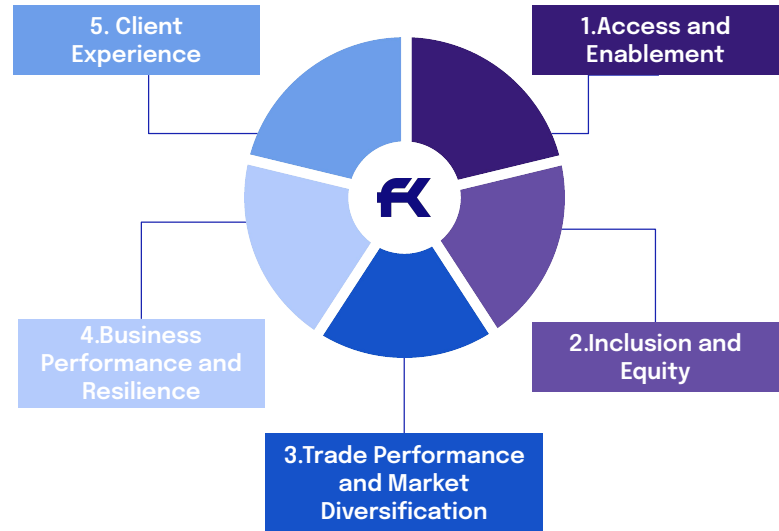 1.Access and
Enablement
2.Inclusion and
Equity
3.Trade Performance
and Market
Diversification
4.Business
Performance and
Resilience
5. Client
Experience
fK